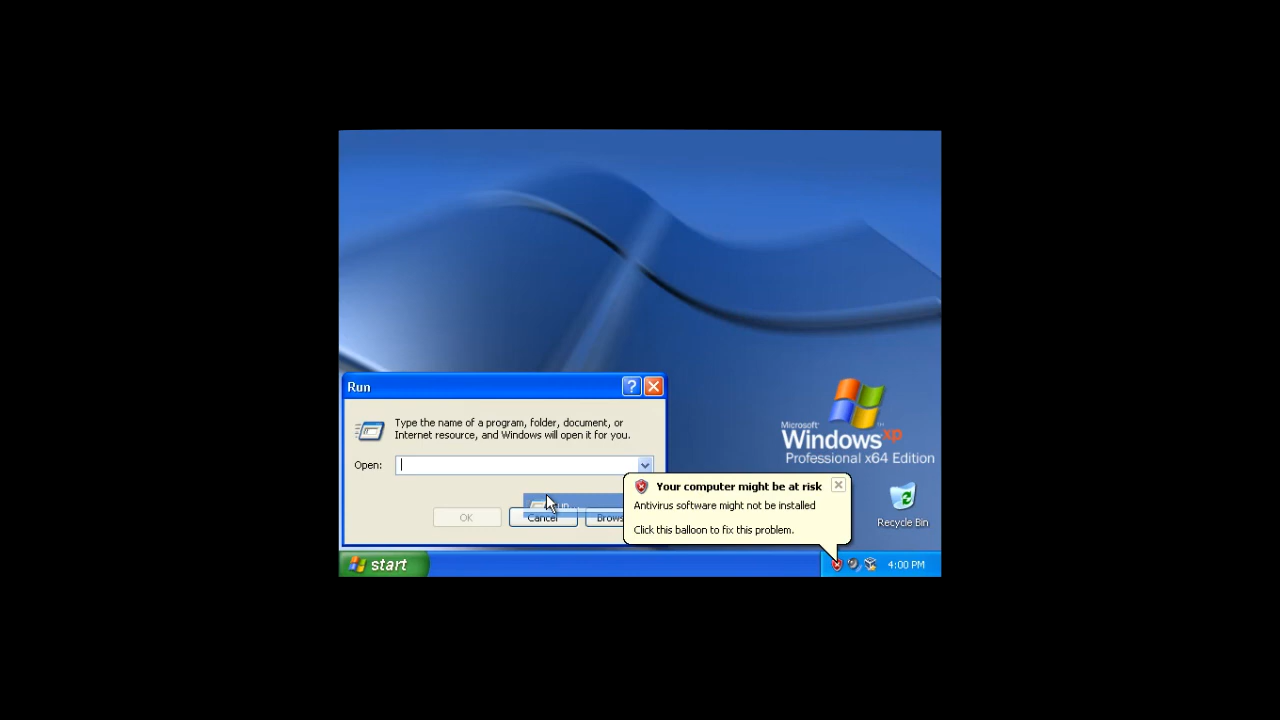 Run
Type the name of a program, folder, document, or
Internet resource, and Windows will open it for you.
Open:
OK
Cancel
Microsoft
Windows xp
Professional x64 Edition
Your computer might be at risk
Antivirus software might not be installed
Click this balloon to fix this problem.
Recycle Bin
start
4:00 PM